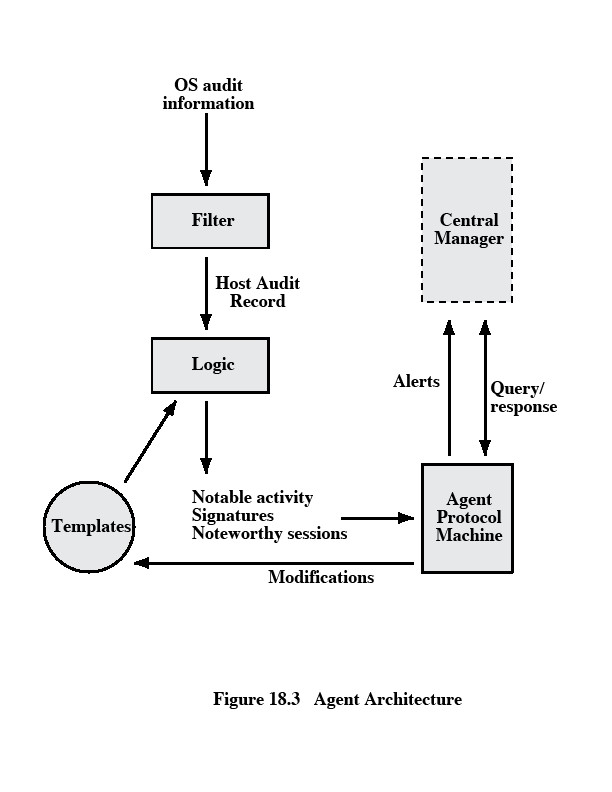 OS audit
information
Filter
Central
Manager
Host Audit
Record
Logic
Alerts
Query/
response
Notable activity
Signatures
Noteworthy sessions
Agent
Protocol
Machine
Templates
Modifications
Figure 18.3 Agent Architecture